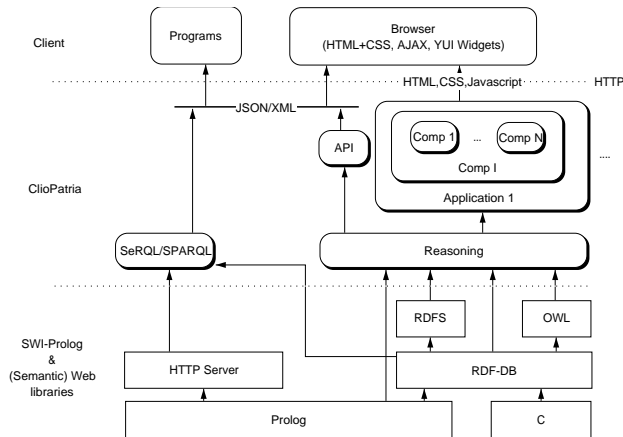 Client
Programs
Browser
(HTML+CSS, AJAX, YUI Widgets)
HTML,CSS,Javascript
HTTP
JSON/XML
API
Comp 1
...
Comp N
Comp I
Application 1
....
ClioPatria
SeRQL/SPARQL
Reasoning
RDFS
OWL
SWI-Prolog
&
(Semantic) Web
libraries
HTTP Server
RDF-DB
Prolog
C